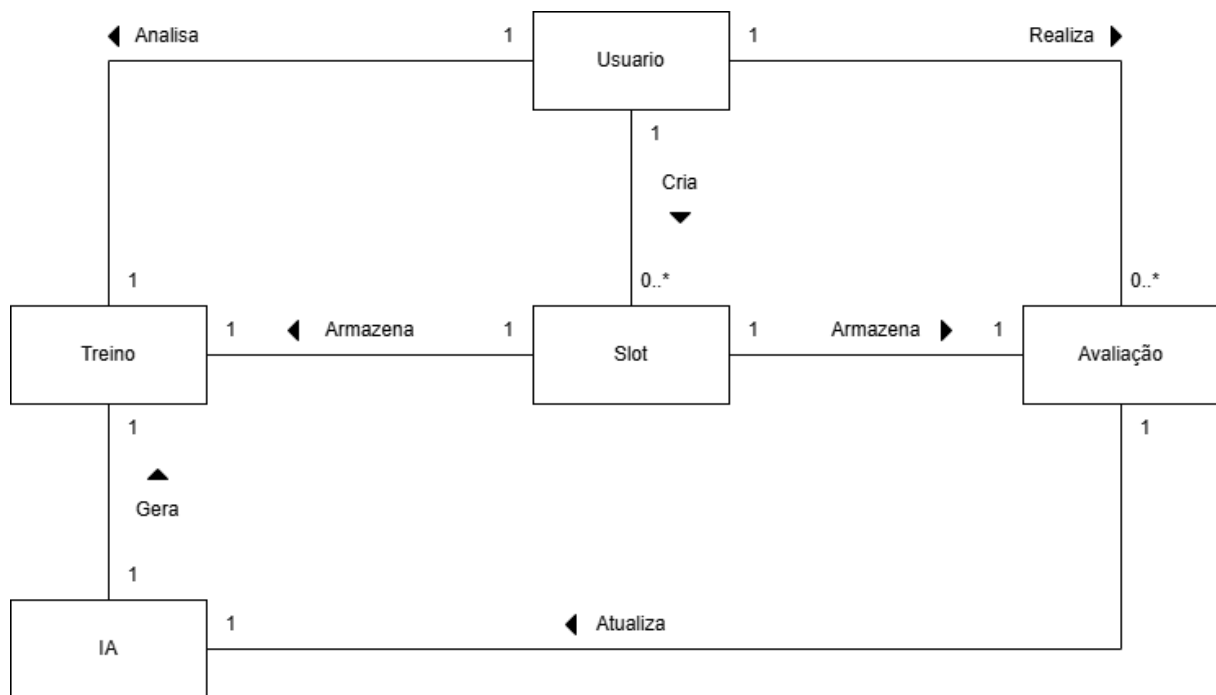 Analisa
1
Usuario
1
Realiza
1
Cria
1
0..*
0..*
Treino
1
Armazena
1
Slot
1
Armazena
1
Avaliação
1
1
Gera
1
IA
1
Atualiza